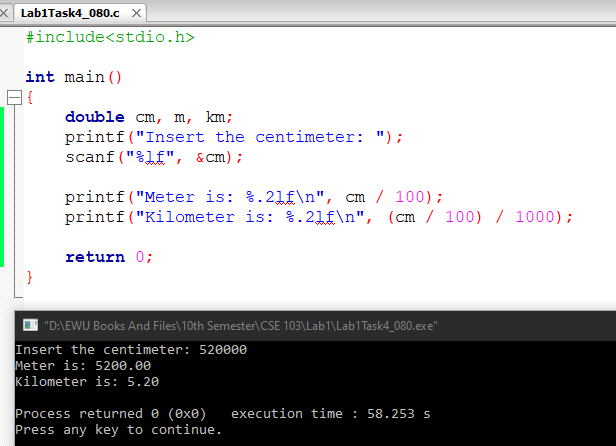 Lab1Task4_080.c
#include<stdio.h>
int main()
{
double cm, m, km;
printf("Insert the centimeter: ");
scanf("%lf", &cm);
printf("Meter is: %.2lf\n", cm / 100);
printf("Kilometer is: %.2lf\n", (cm / 100) / 1000);
return 0;
}
"D:\EWU Books And Files\10th Semester\CSE 103\Lab1\Lab1Task4_080.exe"
Insert the centimeter: 520000
Meter is: 5200.00
Kilometer is: 5.20
Process returned 0 (0x0)   execution time : 58.253 s
Press any key to continue.